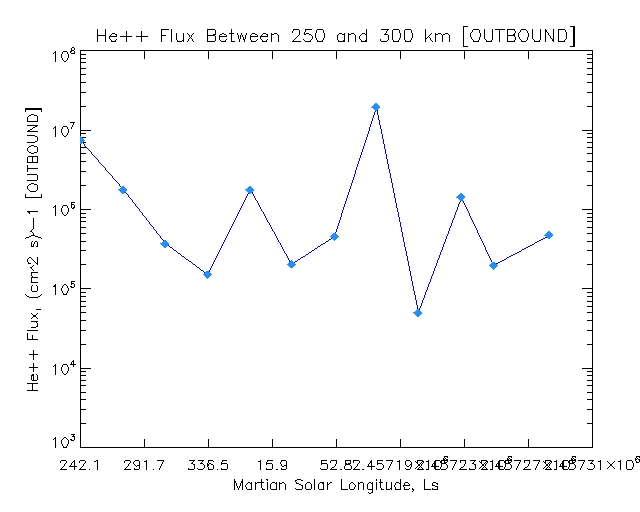 He++ Flux Between 250 and 300 km [OUTBOUND]
He++ Flux, (cm^2 s)^-1 [OUTBOUND]
10^8
10^7
10^6
10^5
10^4
10^3
242.1 291.7 336.5 15.9 52.8
Martian Solar Longitude, Ls